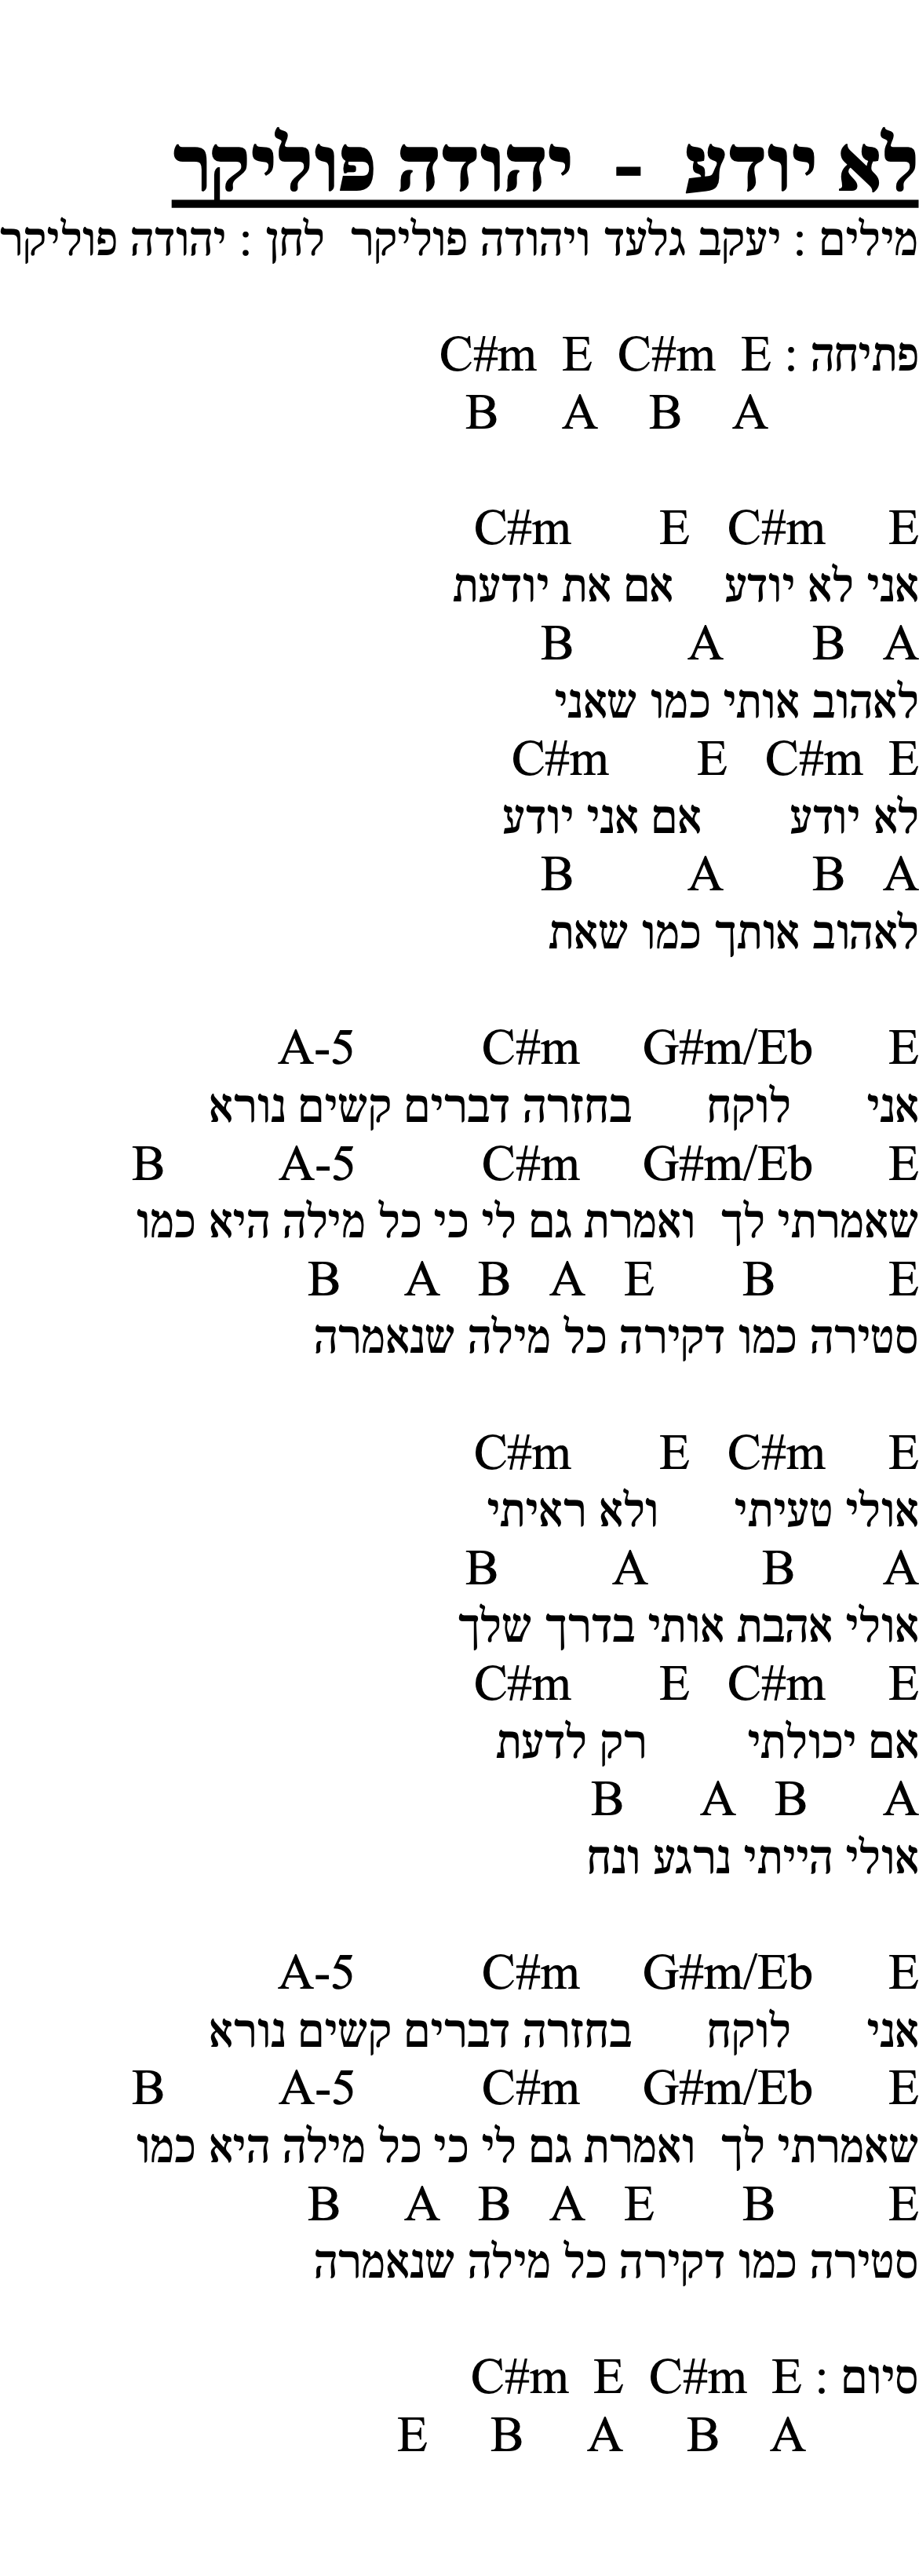 לא יודע - יהודה פוליקר
מילים : יעקב גלעד ויהודה פוליקר לחן : יהודה פוליקר
פתיחה : E C#m E C#m
A B A B
E C#m E C#m
אני לא יודע אם את יודעת
A B A B
לאהוב אותי כמו שאני
E C#m E C#m
לא יודע אם אני יודע
A B A B
לאהוב אותך כמו שאת
E G#m/Eb C#m A-5
אני לוקח בחזרה דברים קשים נורא
E G#m/Eb C#m A-5 B
שאמרתי לך ואמרת גם לי כי כל מילה היא כמו
E B E A B A B
סטירה כמו דקירה כל מילה שנאמרה
E C#m E C#m
אולי טעיתי ולא ראיתי
A B A B
אולי אהבת אותי בדרך שלך
E C#m E C#m
אם יכולתי רק לדעת
A B A B
אולי הייתי נרגע ונח
E G#m/Eb C#m A-5
אני לוקח בחזרה דברים קשים נורא
E G#m/Eb C#m A-5 B
שאמרתי לך ואמרת גם לי כי כל מילה היא כמו
E B E A B A B
סטירה כמו דקירה כל מילה שנאמרה
סיום : E C#m E C#m
A B A B E